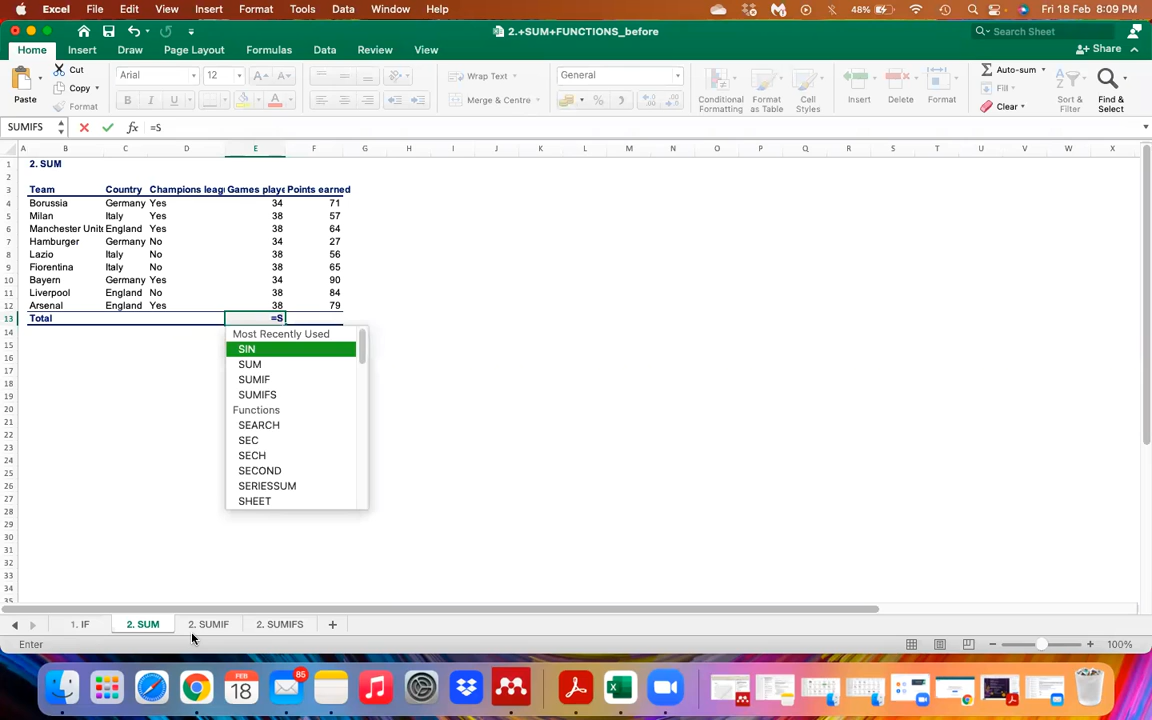 Excel File Edit View Insert Format Tools Data Window Help 48% Fri 18 Feb 8:09 PM
2.+SUM+FUNCTIONS_before Search Sheet
Home Insert Draw Page Layout Formulas Data Review View Share
Paste Cut Copy Format Arial 12 A A Wrap Text General Auto-sum
B I U A Merge & Centre % Conditional Formatting Format as Table Cell Styles Insert Delete Format Fill Clear Sort & Filter Find & Select
SUMIFS fx =S
A B C D E F G H I J K L M N O P Q R S T U V W X
1 2. SUM
2
3 Team Country Champions leag Games playe Points earned
4 Borussia Germany Yes 34 71
5 Milan Italy Yes 38 57
6 Manchester Unit England Yes 38 64
7 Hamburger Germany No 34 27
8 Lazio Italy No 38 56
9 Fiorentina Italy No 38 65
10 Bayern Germany Yes 34 90
11 Liverpool England No 38 84
12 Arsenal England Yes 38 79
13 Total =S
14 Most Recently Used
15 SIN
16 SUM
17 SUMIF
18 SUMIFS
19
20 Functions
21 SEARCH
22 SEC
23 SECH
24 SECOND
25 SERIESSUM
26 SHEET
27
28
29
30
31
32
33
34
35
1. IF 2. SUM 2. SUMIF 2. SUMIFS +
Enter 100%
FEB 18 85